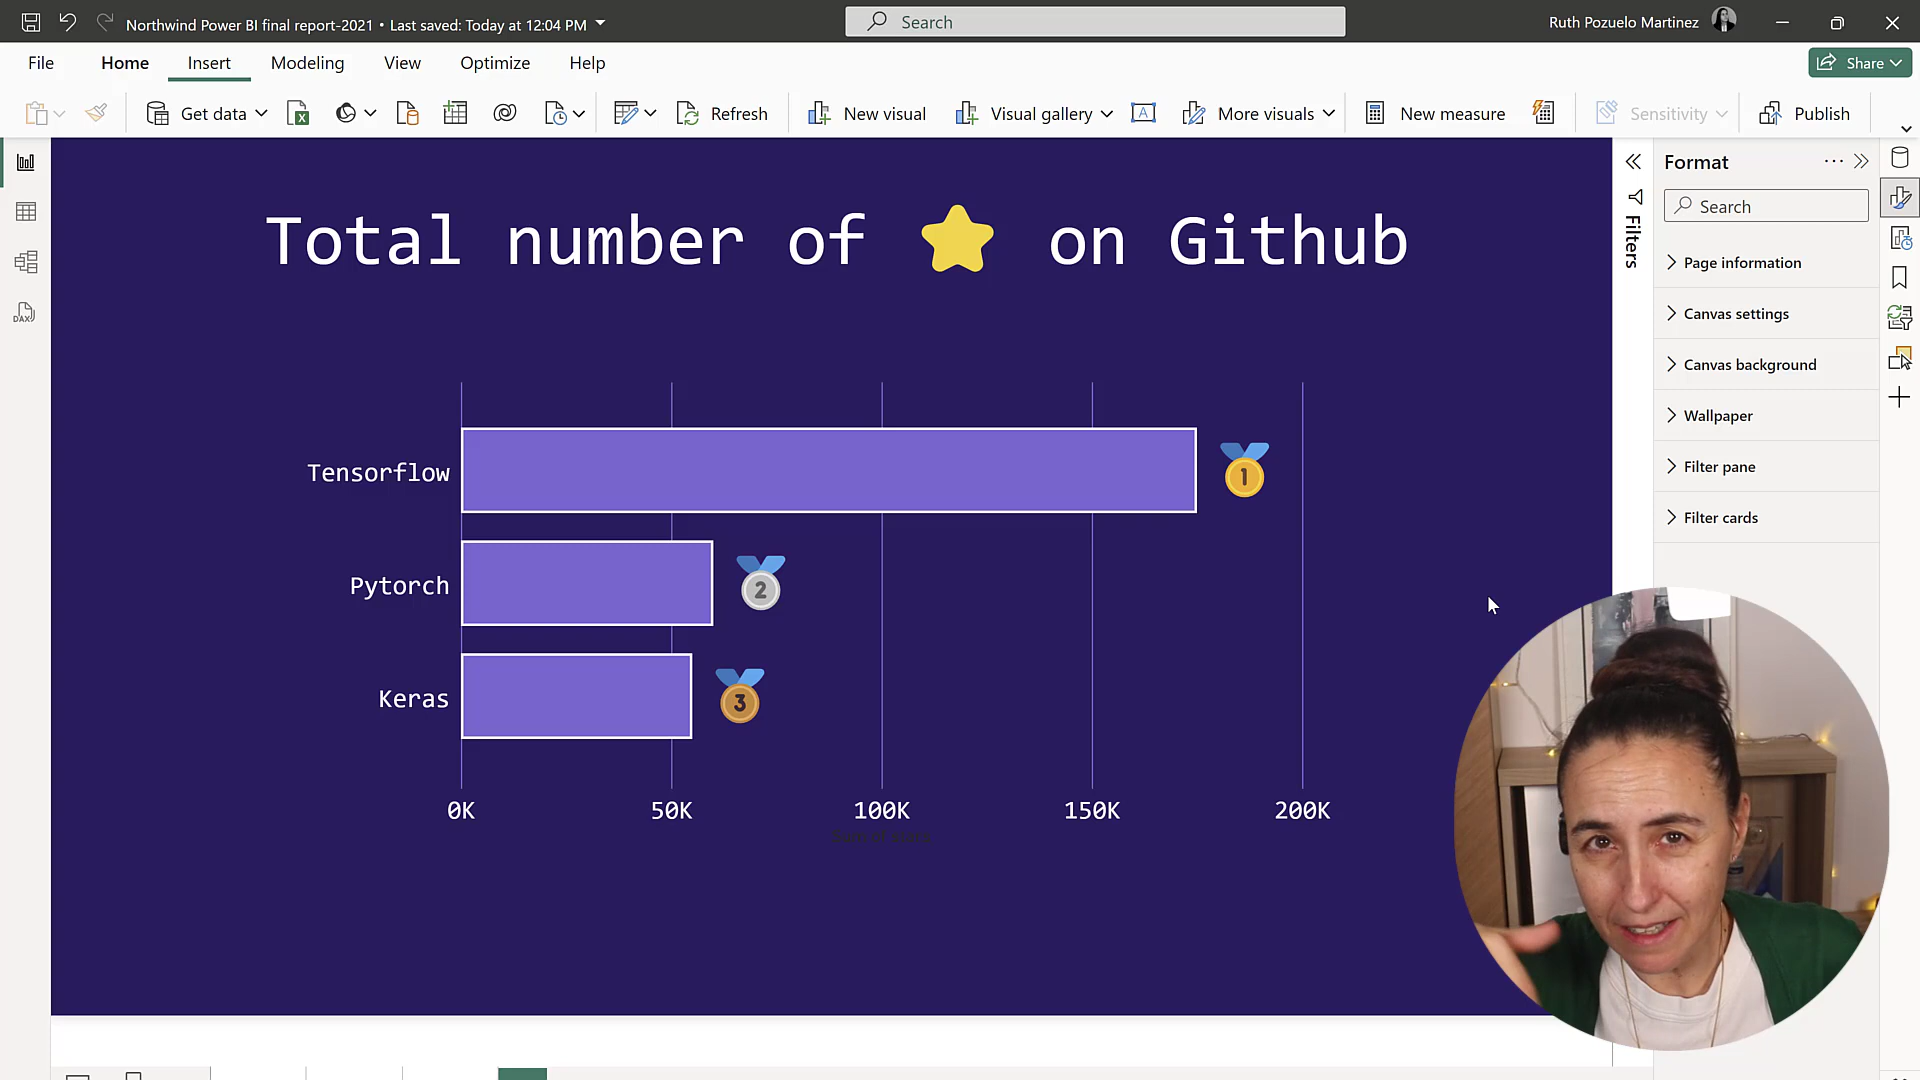 Northwind Power BI final report-2021 • Last saved: Today at 12:04 PM
Search
Ruth Pozuelo Martinez
File
Home
Insert
Modeling
View
Optimize
Help
Share
Get data
Refresh
New visual
Visual gallery
A
More visuals
New measure
Sensitivity
Publish
Format
Search
Filters
DAX
Page information
Canvas settings
Canvas background
Wallpaper
Filter pane
Filter cards
Total number of on Github
Tensorflow
1
Pytorch
2
Keras
3
0K
50K
100K
150K
200K